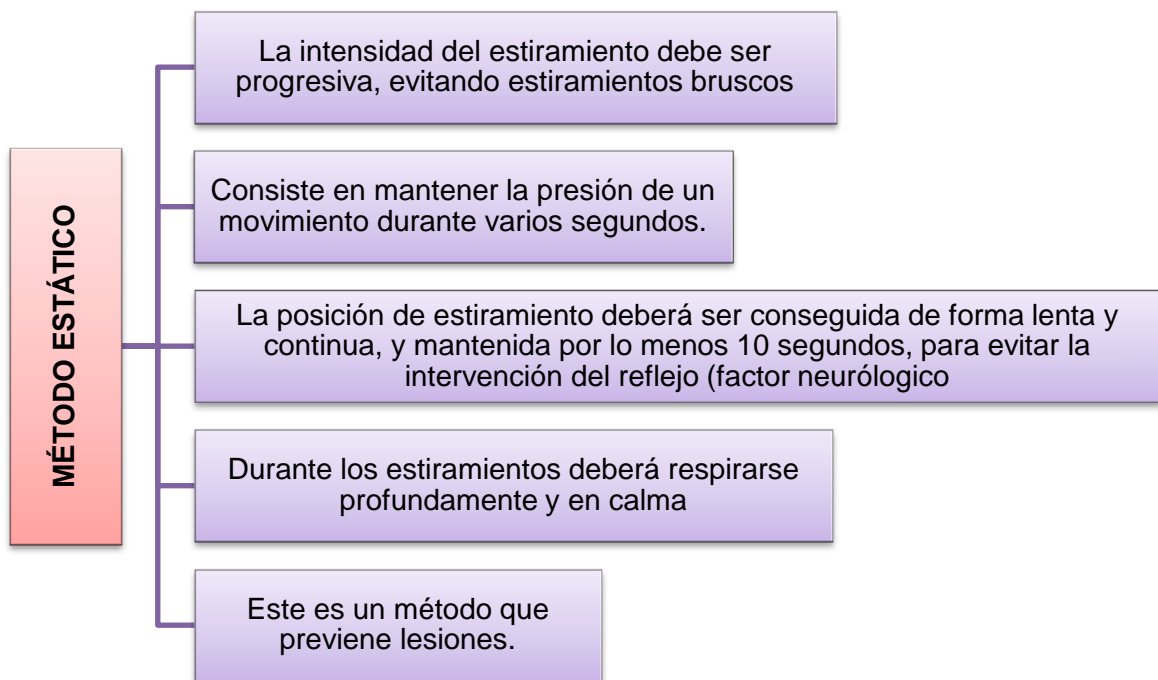 MÉTODO ESTÁTICO
La intensidad del estiramiento debe ser
progresiva, evitando estiramientos bruscos
Consiste en mantener la presión de un
movimiento durante varios segundos.
La posición de estiramiento deberá ser conseguida de forma lenta y
continua, y mantenida por lo menos 10 segundos, para evitar la
intervención del reflejo (factor neurólogico
Durante los estiramientos deberá respirarse
profundamente y en calma
Este es un método que
previene lesiones.